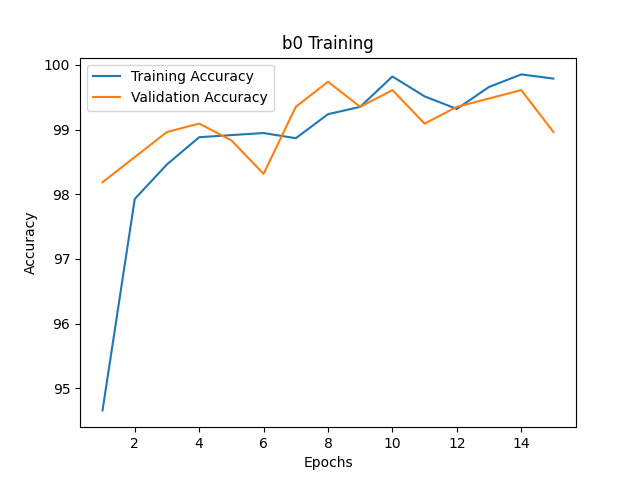 b0 Training
Training Accuracy
Validation Accuracy
100
99
98
97
96
95
Accuracy
2 4 6 8 10 12 14
Epochs